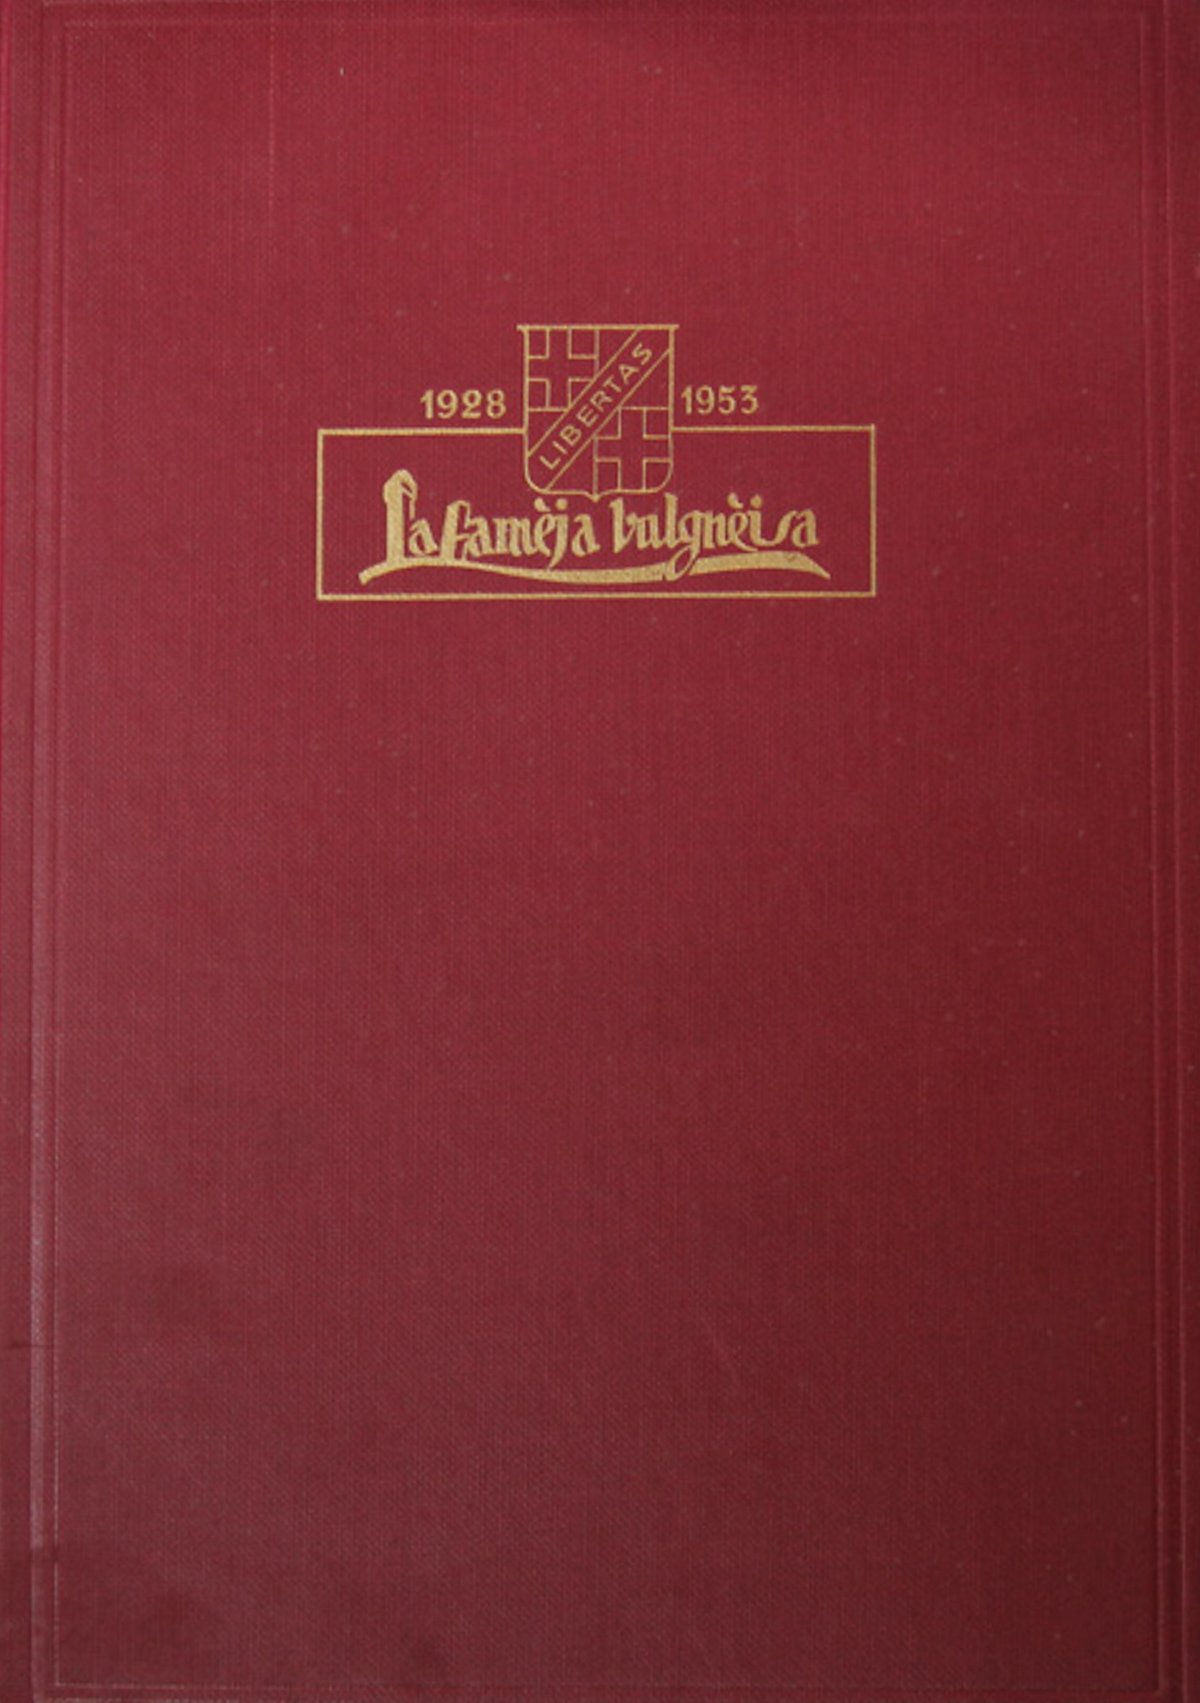 LIBERTAS
1928 1953
La Famèja bulgnèisa